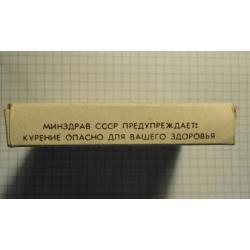 МИНЗДРАВ СССР ПРЕДУПРЕЖДАЕТ:
КУРЕНИЕ ОПАСНО ДЛЯ ВАШЕГО ЗДОРОВЬЯ